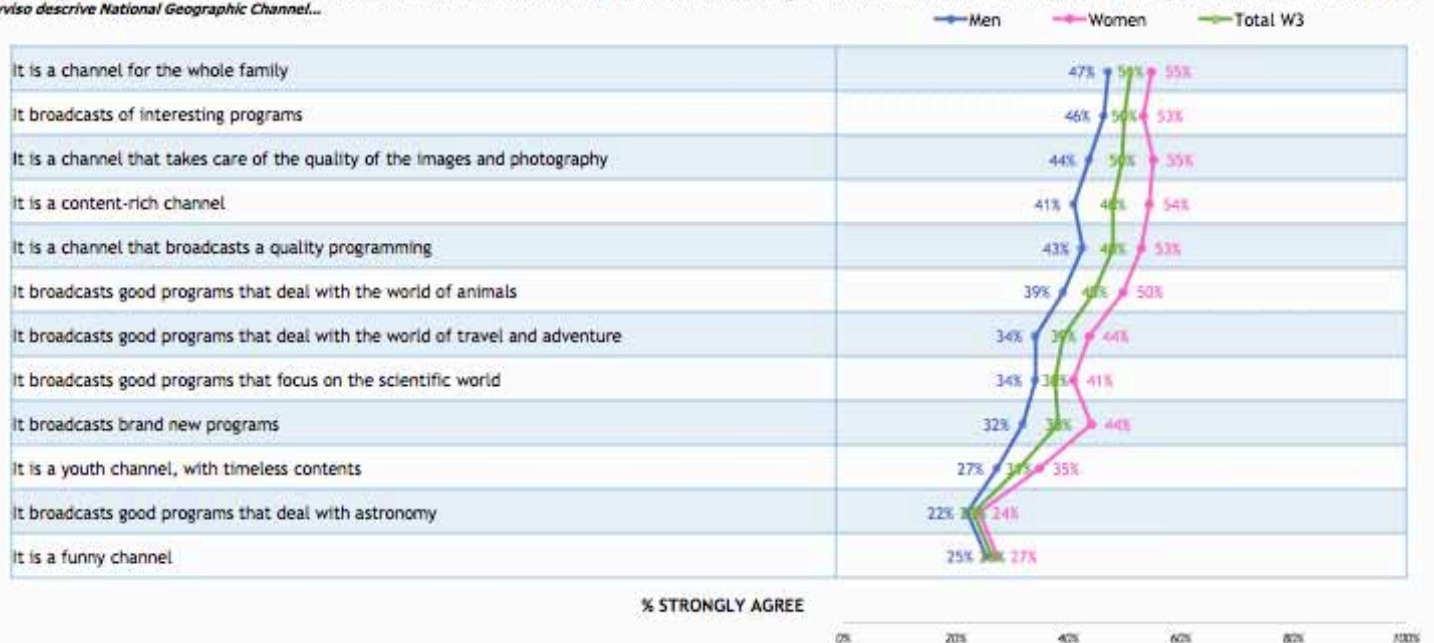 viso descrive National Geographic Channel...
Men Women Total W3
It is a channel for the whole family 47% 55%
It broadcasts of interesting programs 46% 50% 53%
It is a channel that takes care of the quality of the images and photography 44% 50% 55%
It is a content-rich channel 41% 54%
It is a channel that broadcasts a quality programming 43% 53%
It broadcasts good programs that deal with the world of animals 39% 50%
It broadcasts good programs that deal with the world of travel and adventure 34% 39% 44%
It broadcasts good programs that focus on the scientific world 34% 41%
It broadcasts brand new programs 32% 38% 44%
It is a youth channel, with timeless contents 27% 35%
It broadcasts good programs that deal with astronomy 22% 24%
It is a funny channel 25% 27%
% STRONGLY AGREE
0% 20% 40% 60% 80% 100%